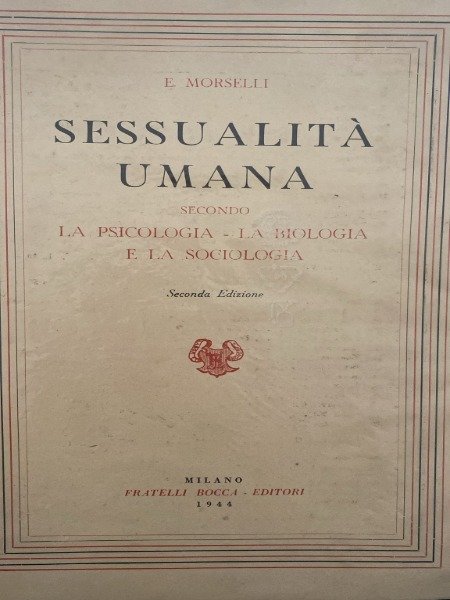 E. MORSELLI
SESSUALITÀ
UMANA
SECONDO
LA PSICOLOGIA - LA BIOLOGIA
E LA SOCIOLOGIA
Seconda Edizione
MILANO
FRATELLI BOCCA - EDITORI
1944